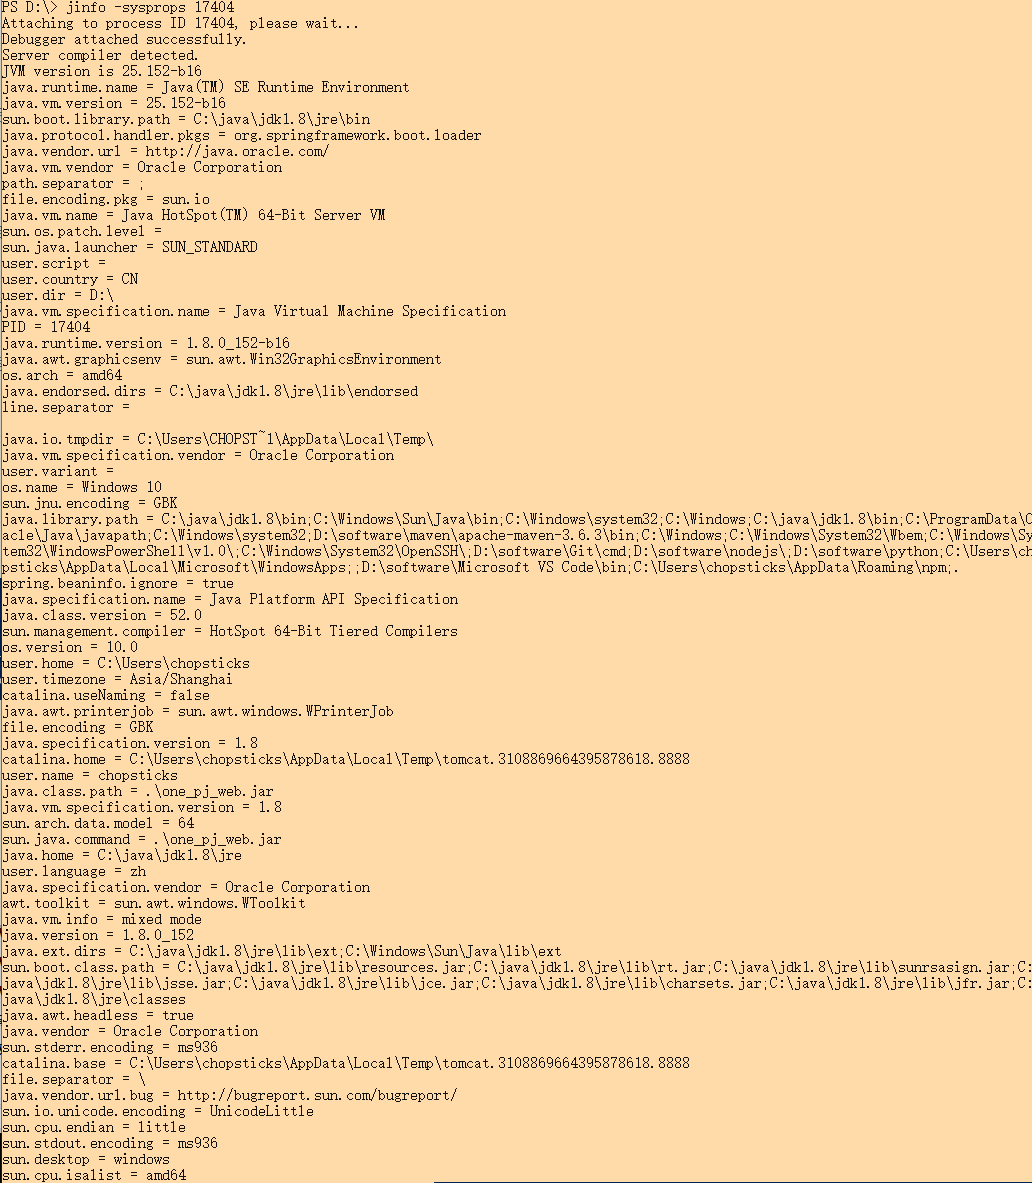 PS D:\> jinfo -sysprops 17404
Attaching to process ID 17404, please wait...
Debugger attached successfully.
Server compiler detected.
JVM version is 25.152-b16
java.runtime.name = Java(TM) SE Runtime Environment
java.vm.version = 25.152-b16
sun.boot.library.path = C:\java\jdk1.8\jre\bin
java.protocol.handler.pkgs = org.springframework.boot.loader
java.vendor.url = http://java.oracle.com/
java.vm.vendor = Oracle Corporation
path.separator = ;
file.encoding.pkg = sun.io
java.vm.name = Java HotSpot(TM) 64-Bit Server VM
sun.os.patch.level =
sun.java.launcher = SUN_STANDARD
user.script =
user.country = CN
user.dir = D:\
java.vm.specification.name = Java Virtual Machine Specification
PID = 17404
java.runtime.version = 1.8.0_152-b16
java.awt.graphicsenv = sun.awt.Win32GraphicsEnvironment
os.arch = amd64
java.endorsed.dirs = C:\java\jdk1.8\jre\lib\endorsed
line.separator =
java.io.tmpdir = C:\Users\CHOPST~1\AppData\Local\Temp\
java.vm.specification.vendor = Oracle Corporation
user.variant =
os.name = Windows 10
sun.jnu.encoding = GBK
java.library.path = C:\java\jdk1.8\bin;C:\Windows\Sun\Java\bin;C:\Windows\system32;C:\Windows;C:\java\jdk1.8\bin;C:\ProgramData\O
acle\Java\javapath;C:\Windows\system32;D:\software\maven\apache-maven-3.6.3\bin;C:\Windows;C:\Windows\System32\Wbem;C:\Windows\Sy
tem32\WindowsPowerShell\v1.0\;C:\Windows\System32\OpenSSH\;D:\software\Git\cmd;D:\software\nodejs\;D:\software\python;C:\Users\ch
psticks\AppData\Local\Microsoft\WindowsApps;;D:\software\Microsoft VS Code\bin;C:\Users\chopsticks\AppData\Roaming\npm;.
spring.beaninfo.ignore = true
java.specification.name = Java Platform API Specification
java.class.version = 52.0
sun.management.compiler = HotSpot 64-Bit Tiered Compilers
os.version = 10.0
user.home = C:\Users\chopsticks
user.timezone = Asia/Shanghai
catalina.useNaming = false
java.awt.printerjob = sun.awt.windows.WPrinterJob
file.encoding = GBK
java.specification.version = 1.8
catalina.home = C:\Users\chopsticks\AppData\Local\Temp\tomcat.3108869664395878618.8888
user.name = chopsticks
java.class.path = .\one_pj_web.jar
java.vm.specification.version = 1.8
sun.arch.data.model = 64
sun.java.command = .\one_pj_web.jar
java.home = C:\java\jdk1.8\jre
user.language = zh
java.specification.vendor = Oracle Corporation
awt.toolkit = sun.awt.windows.WToolkit
java.vm.info = mixed mode
java.version = 1.8.0_152
java.ext.dirs = C:\java\jdk1.8\jre\lib\ext;C:\Windows\Sun\Java\lib\ext
sun.boot.class.path = C:\java\jdk1.8\jre\lib\resources.jar;C:\java\jdk1.8\jre\lib\rt.jar;C:\java\jdk1.8\jre\lib\sunrsasign.jar;C:
java\jdk1.8\jre\lib\jsse.jar;C:\java\jdk1.8\jre\lib\jce.jar;C:\java\jdk1.8\jre\lib\charsets.jar;C:\java\jdk1.8\jre\lib\jfr.jar;C:
java\jdk1.8\jre\classes
java.awt.headless = true
java.vendor = Oracle Corporation
sun.stderr.encoding = ms936
catalina.base = C:\Users\chopsticks\AppData\Local\Temp\tomcat.3108869664395878618.8888
file.separator = \
java.vendor.url.bug = http://bugreport.sun.com/bugreport/
sun.io.unicode.encoding = UnicodeLittle
sun.cpu.endian = little
sun.stdout.encoding = ms936
sun.desktop = windows
sun.cpu.isalist = amd64